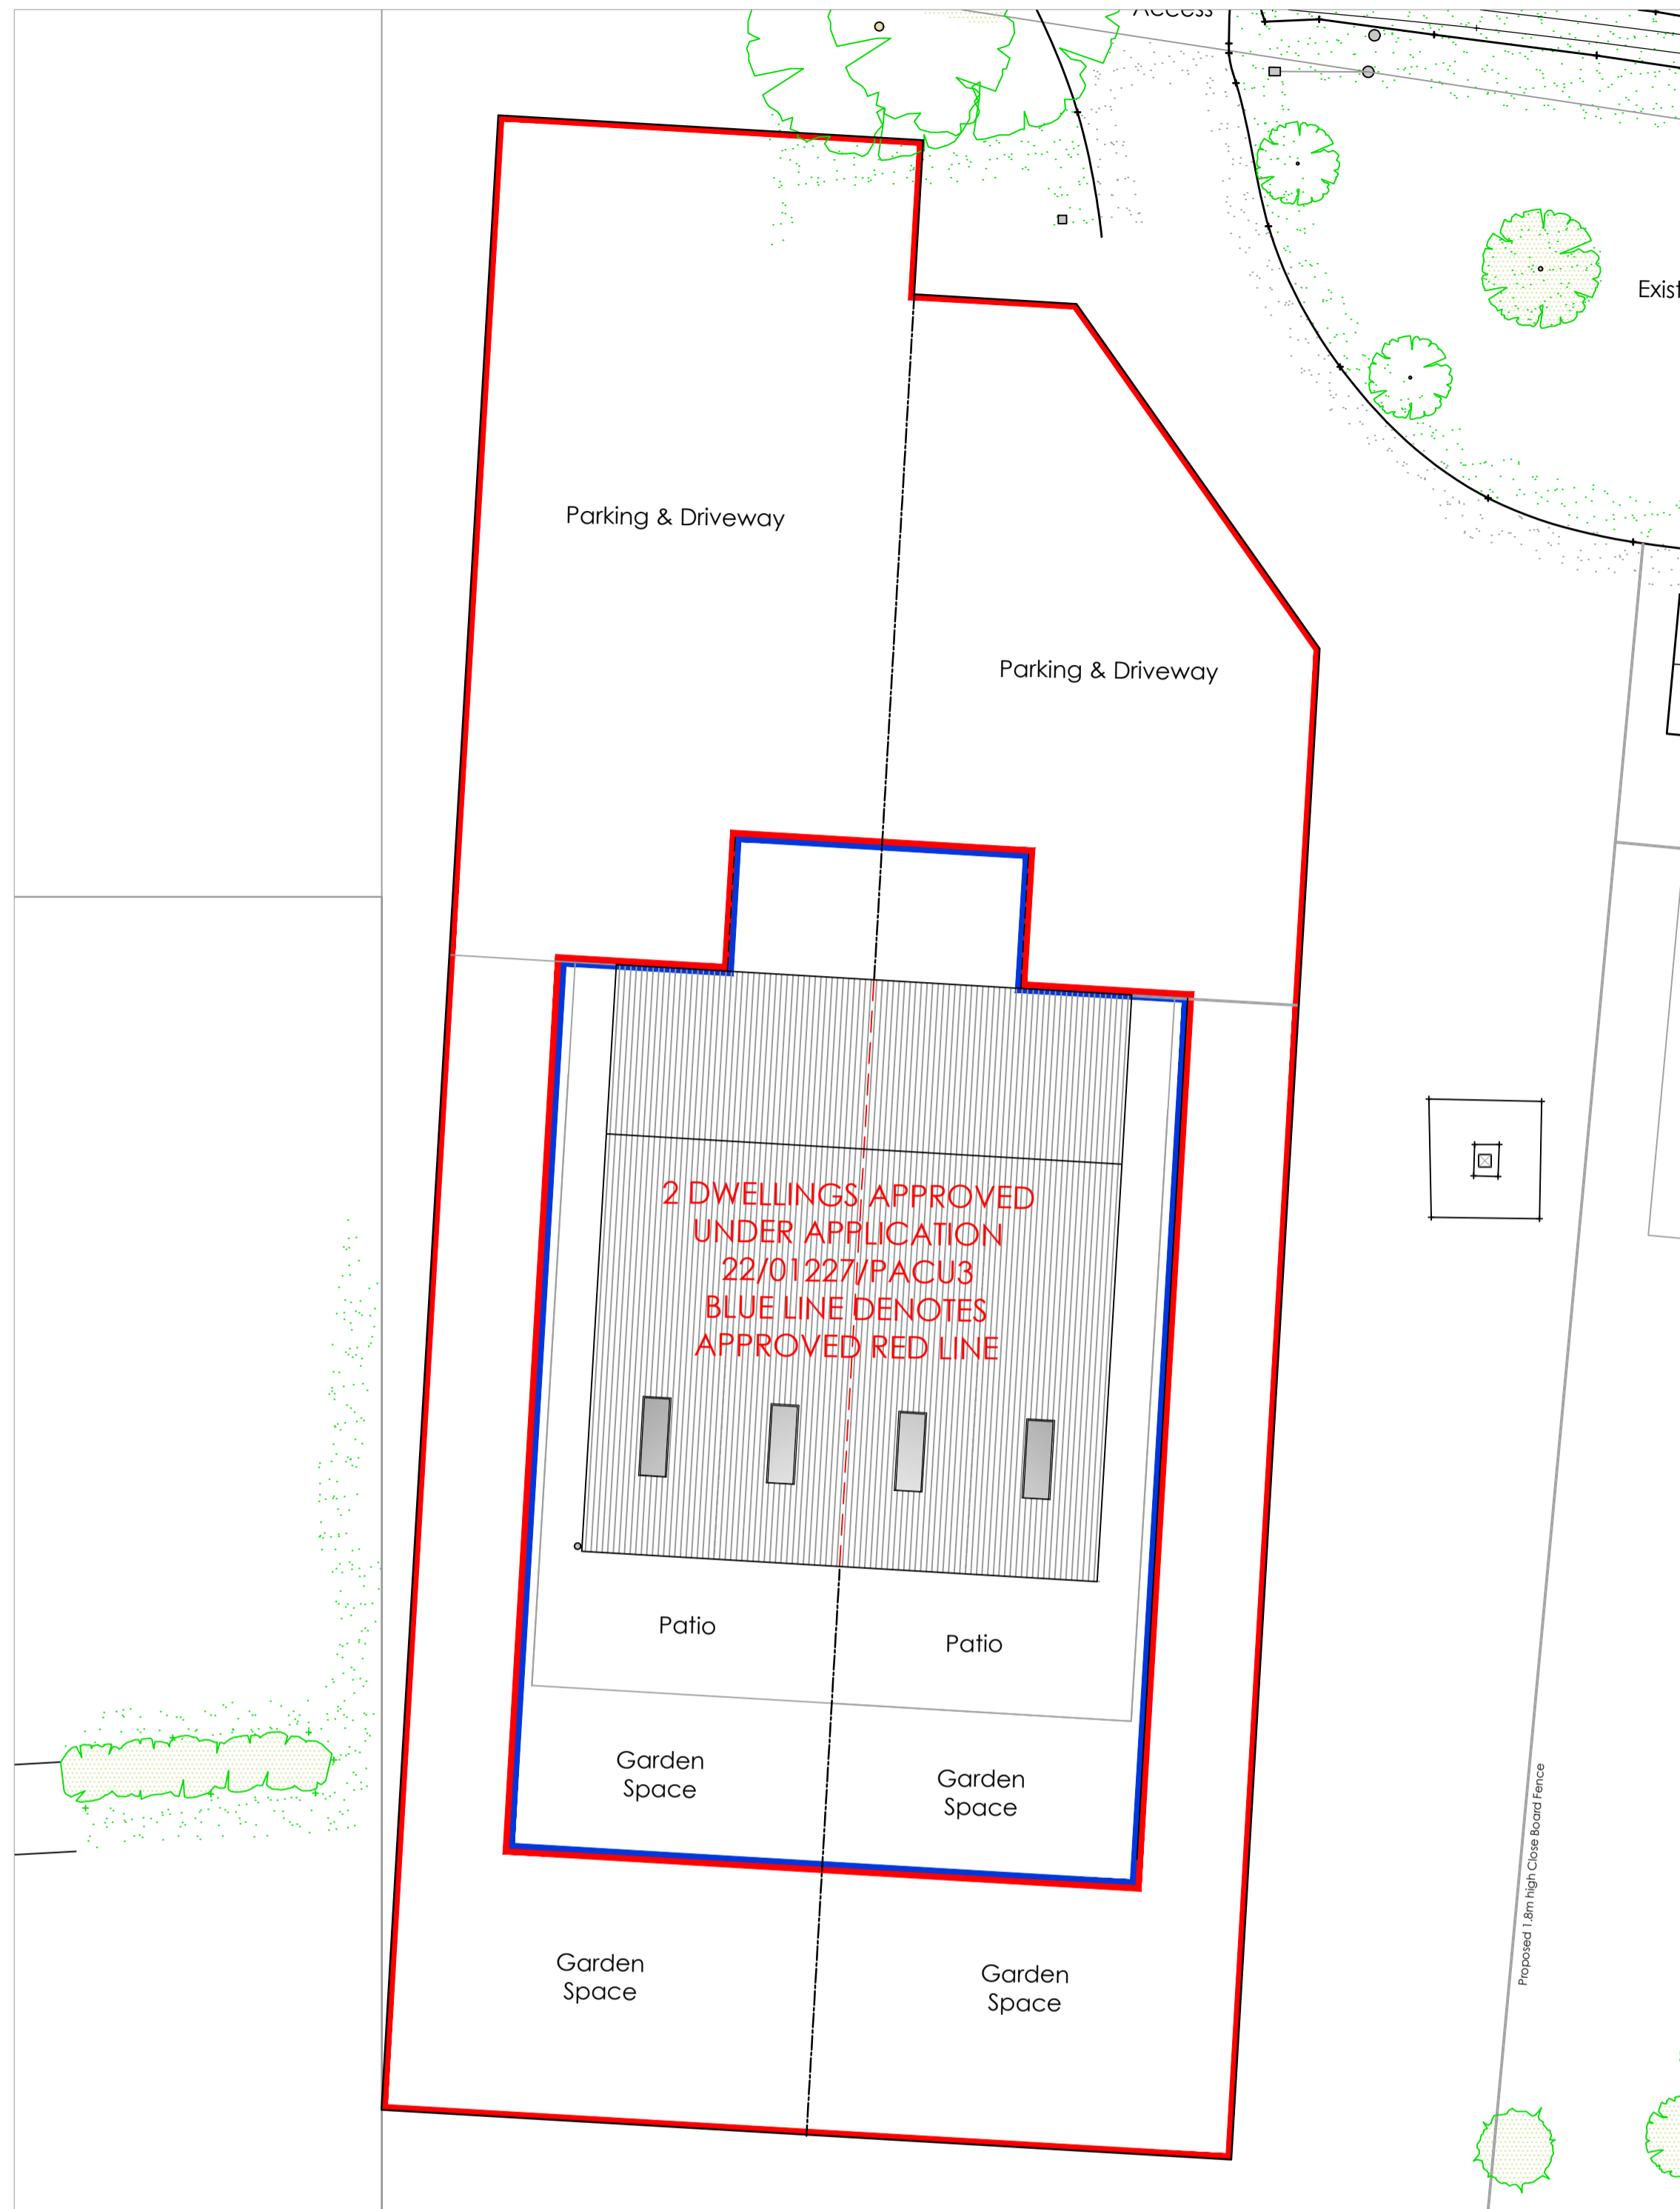 Access
Parking & Driveway
Parking & Driveway
2 DWELLINGS APPROVED
UNDER APPLICATION
22/01227/PACU3
BLUE LINE DENOTES
APPROVED RED LINE
Patio
Patio
Garden
Space
Garden
Space
Garden
Space
Garden
Space
Proposed 1.8m high Close Board Fence